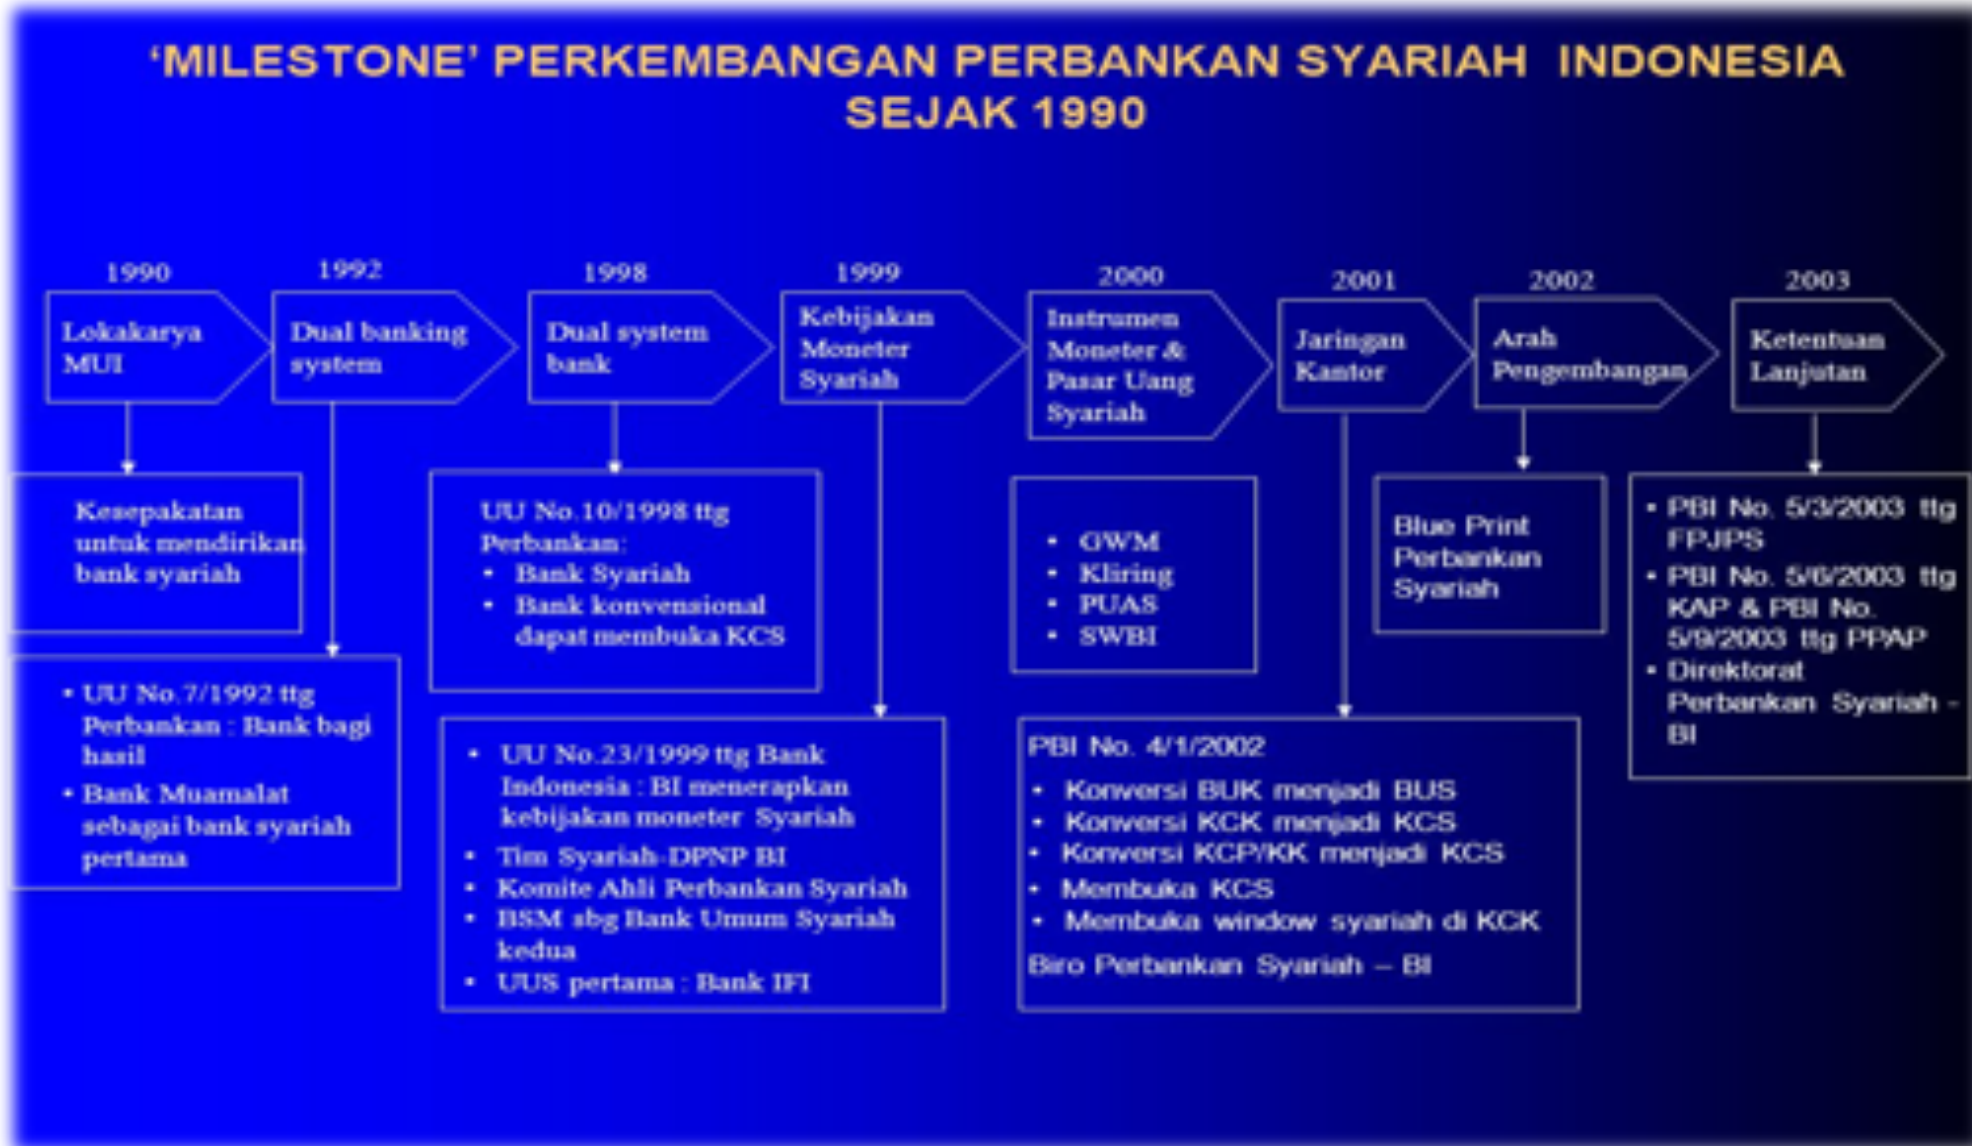 ‘MILESTONE’ PERKEMBANGAN PERBANKAN SYARIAH INDONESIA
SEJAK 1990
1990
Lokakarya
MUI
Kesepakatan
untuk mendirikan
bank syariah
1992
Dual banking
system
• UU No.7/1992 ttg
Perbankan : Bank bagi
hasil
• Bank Muamalat
sebagai bank syariah
pertama
1998
Dual system
bank
UU No.10/1998 ttg
Perbankan:
• Bank Syariah
• Bank konvensional
dapat membuka KCS
1999
Kebijakan
Moneter
Syariah
• UU No.23/1999 ttg Bank
Indonesia : BI menerapkan
kebijakan moneter Syariah
• Tim Syariah-DPNP BI
• Komite Ahli Perbankan Syariah
• BSM sbg Bank Umum Syariah
kedua
• UUS pertama : Bank IFI
2000
Instrumen
Moneter &
Pasar Uang
Syariah
• GWM
• Kliring
• PUAS
• SWBI
2001
Jaringan
Kantor
PBI No. 4/1/2002
• Konversi BUK menjadi BUS
• Konversi KCK menjadi KCS
• Konversi KCP/KK menjadi KCS
• Membuka KCS
• Membuka window syariah di KCK
Biro Perbankan Syariah – BI
2002
Arah
Pengembangan
Blue Print
Perbankan
Syariah
2003
Ketentuan
Lanjutan
• PBI No. 5/3/2003 ttg
FPJPS
• PBI No. 5/6/2003 ttg
KAP & PBI No.
5/9/2003 ttg PPAP
• Direktorat
Perbankan Syariah -
BI